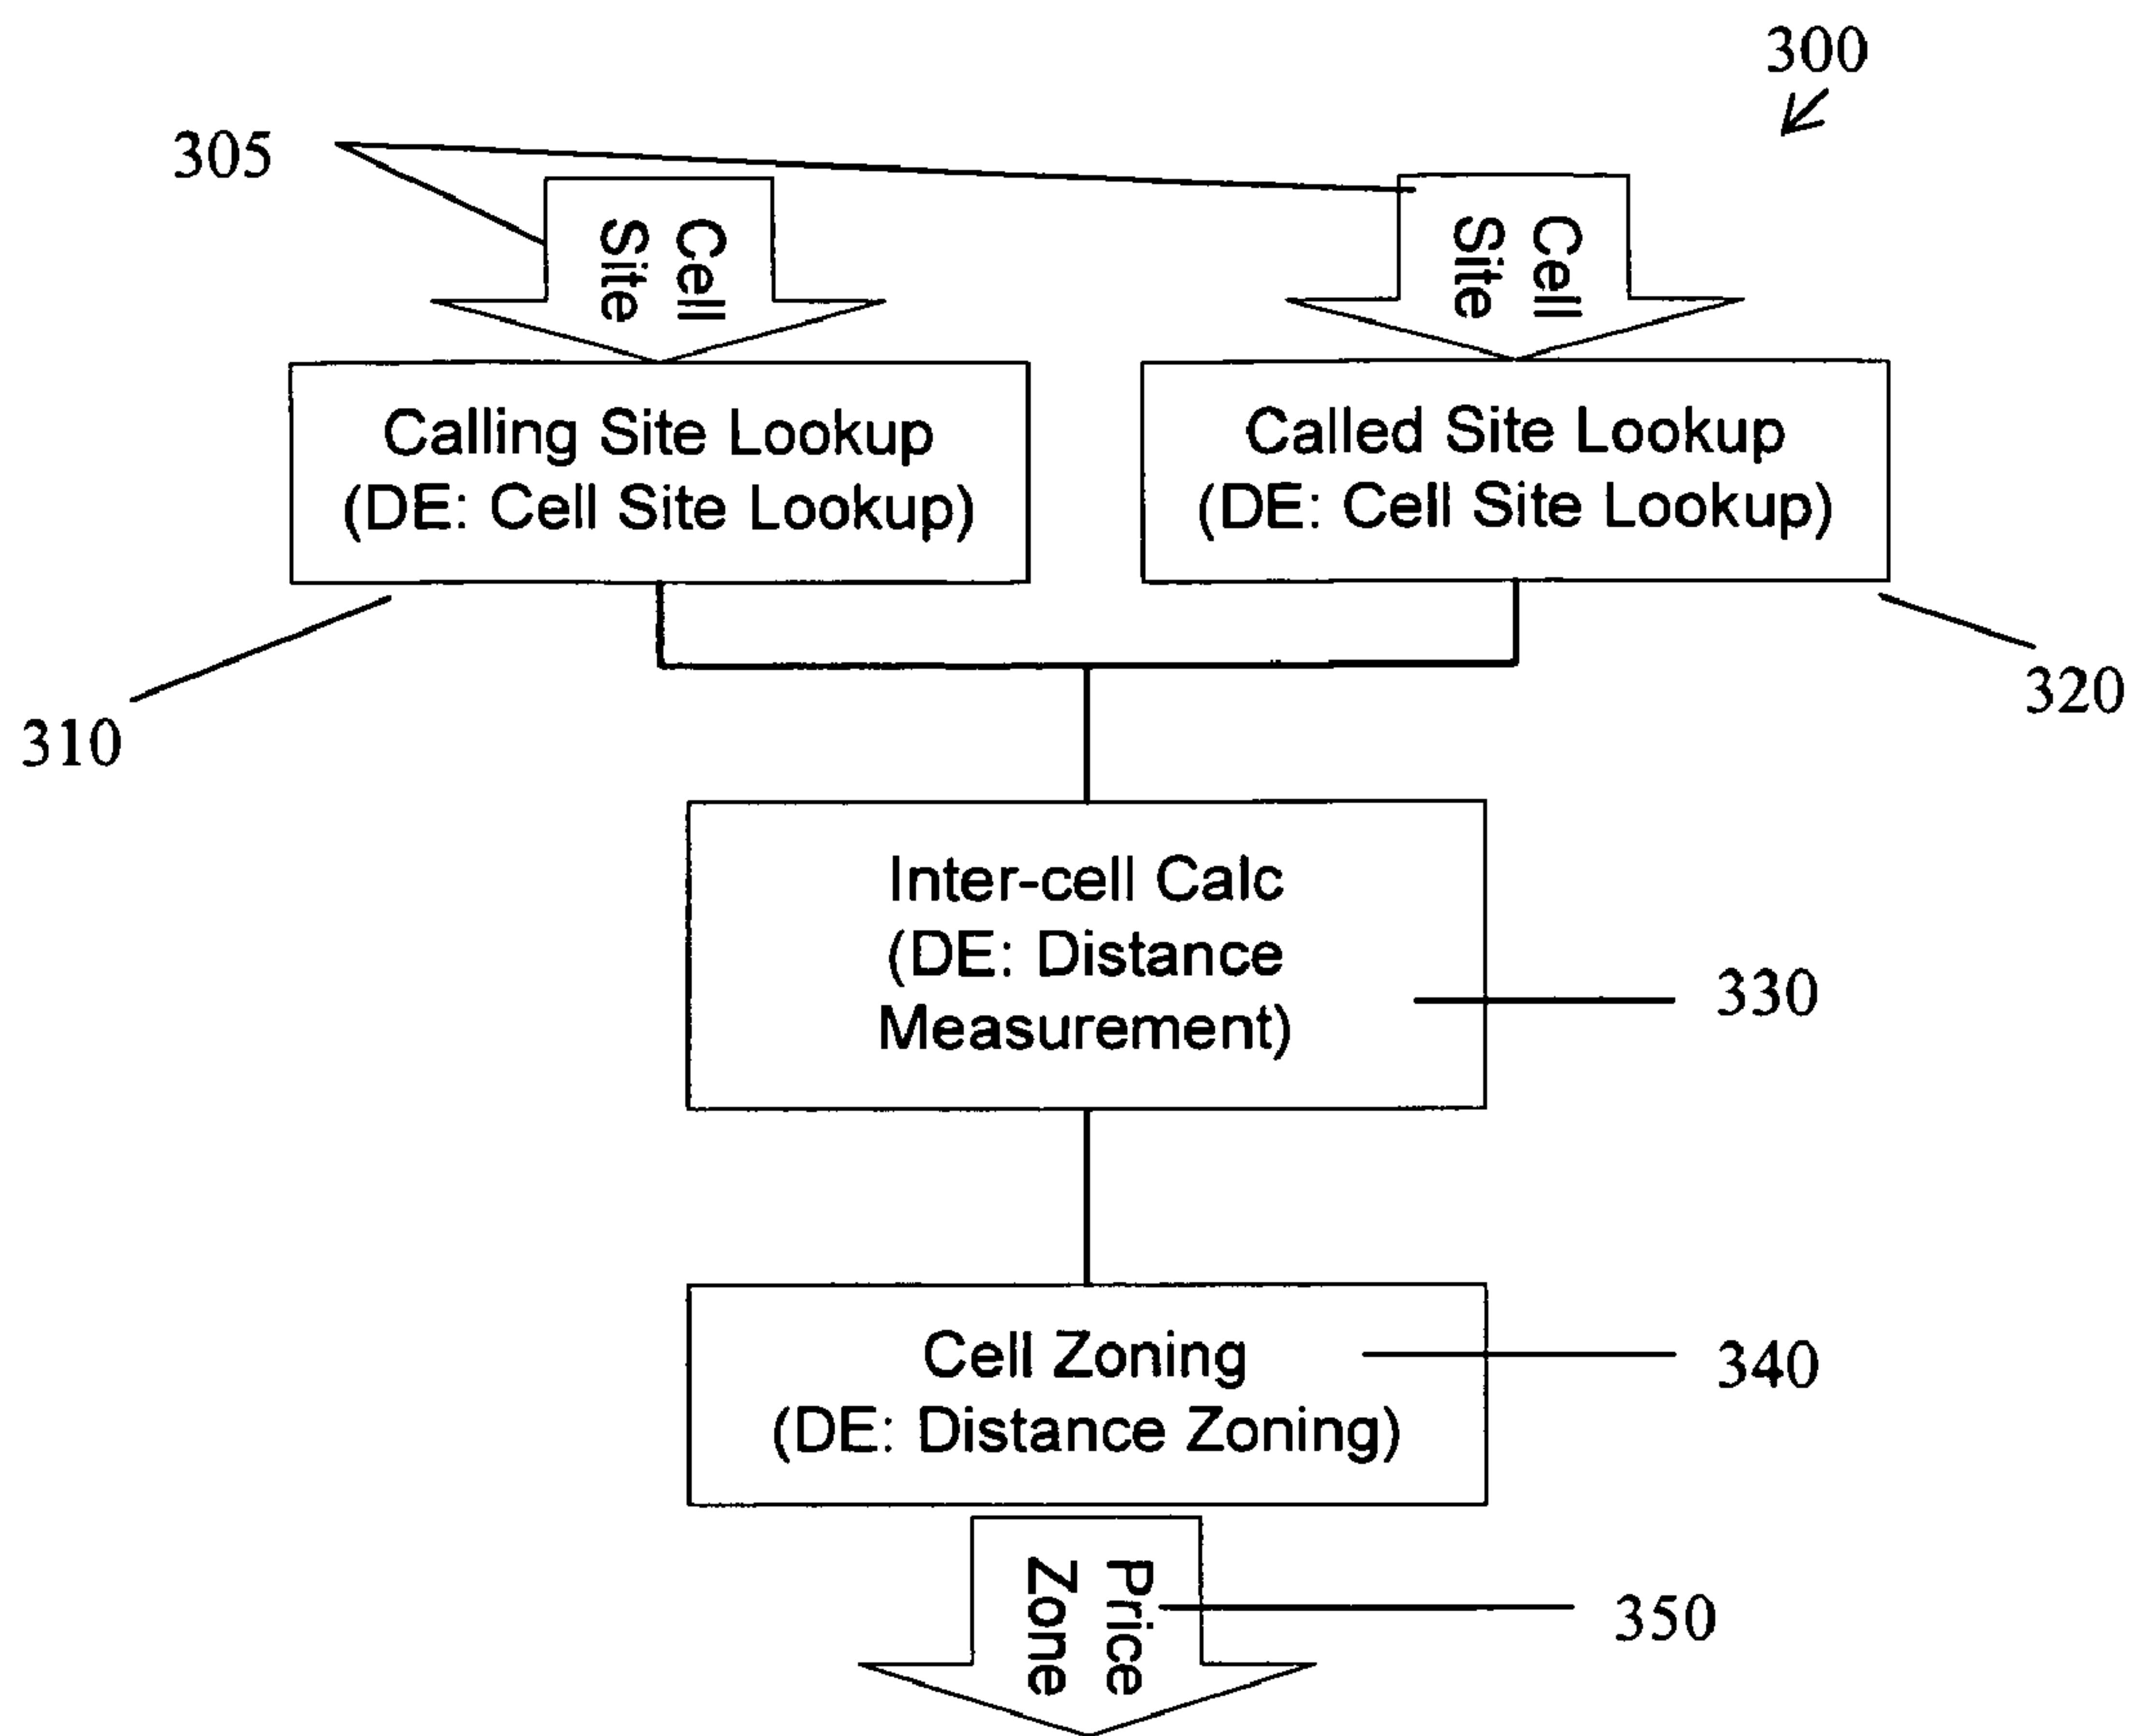 300
305
Cell
Site
Cell
Site
Calling Site Lookup
(DE: Cell Site Lookup)
Called Site Lookup
(DE: Cell Site Lookup)
310
320
Inter-cell Calc
(DE: Distance
Measurement)
330
Cell Zoning
(DE: Distance Zoning)
340
Price
Zone
350